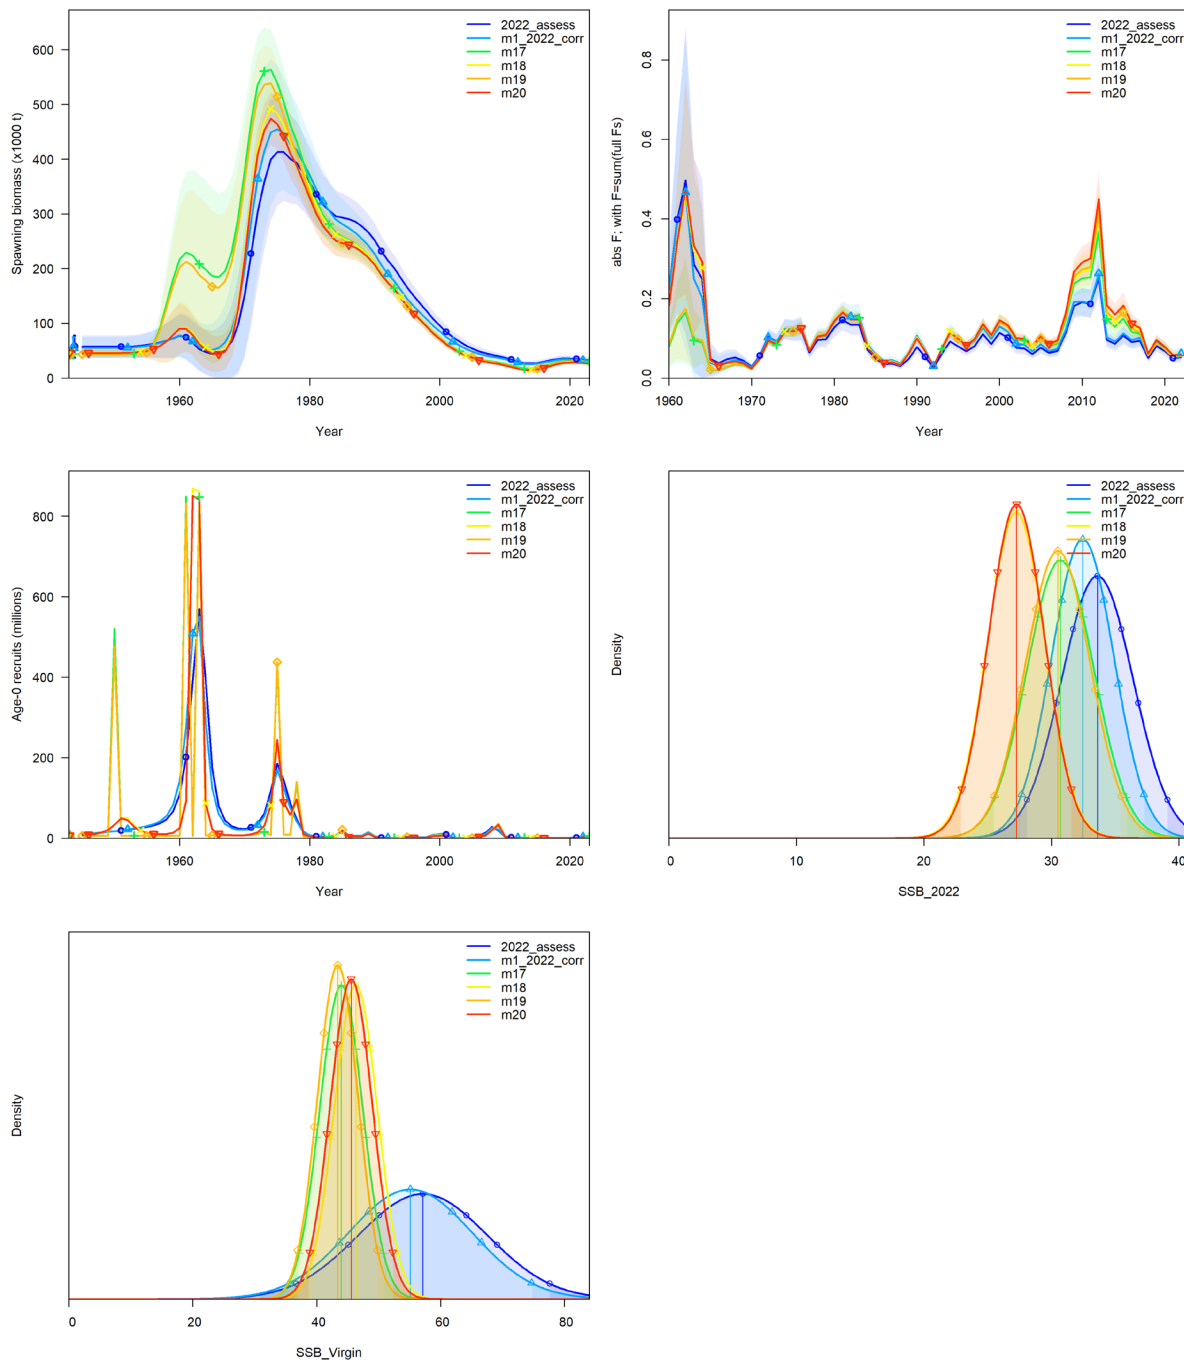 2022_assess
m1_2022_corr
m17
m18
m19
m20
Spawning biomass (x1000 t)
0
100
200
300
400
500
600
1960
1980
2000
2020
Year
2022_assess
m1_2022_corr
m17
m18
m19
m20
abs F; with F=sum(full Fs)
0.0
0.2
0.4
0.6
0.8
1960
1970
1980
1990
2000
2010
2020
Year
2022_assess
m1_2022_corr
m17
m18
m19
m20
Age-0 recruits (millions)
0
200
400
600
800
1960
1980
2000
2020
Year
2022_assess
m1_2022_corr
m17
m18
m19
m20
Density
0
10
20
30
40
SSB_2022
2022_assess
m1_2022_corr
m17
m18
m19
m20
Density
0
20
40
60
80
SSB_Virgin